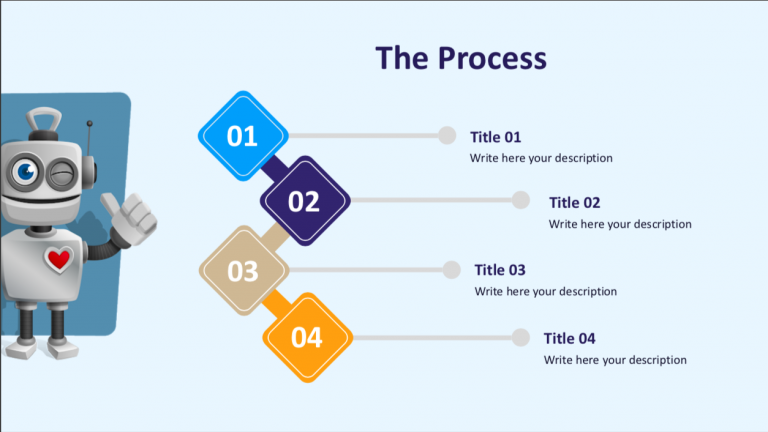 The Process
01
Title 01
Write here your description
02
Title 02
Write here your description
03
Title 03
Write here your description
04
Title 04
Write here your description